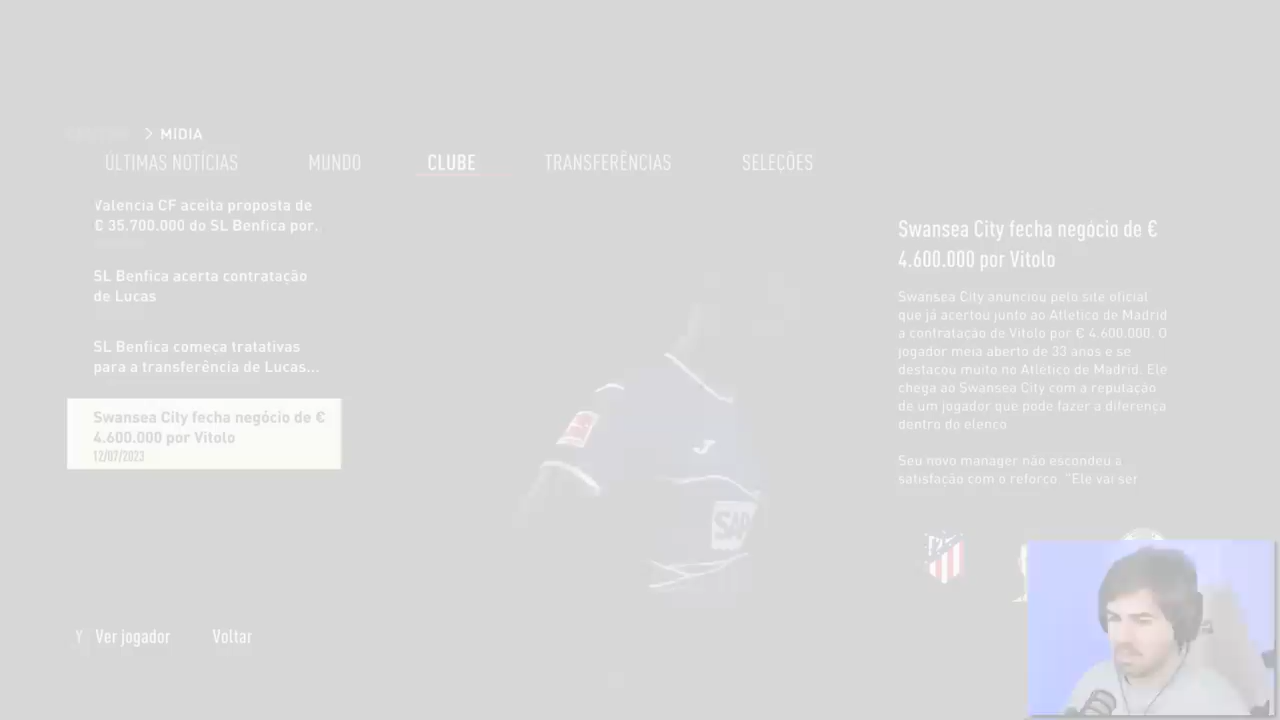 MIDIA
ÚLTIMAS NOTÍCIAS
MUNDO
CLUBE
TRANSFERÊNCIAS
SELEÇÕES
Valencia CF aceita proposta de
€ 35.700.000 do SL Benfica por.
SL Benfica acerta contratação
de Lucas
SL Benfica começa tratativas
para a transferência de Lucas...
Swansea City fecha negócio de €
4.600.000 por Vitolo
12/07/2023
Swansea City fecha negócio de €
4.600.000 por Vitolo
Swansea City anunciou pelo site oficial
que já acertou junto ao Atlético de Madrid
a contratação de Vitolo por € 4.600.000. O
jogador meia aberto de 33 anos e se
destacou muito no Atlético de Madrid. Ele
chega ao Swansea City com a reputação
de um jogador que pode fazer a diferença
dentro do elenco
Seu novo manager não escondeu a
satisfação com o reforço. "Ele vai ser
SAP
Y Ver jogador
Voltar